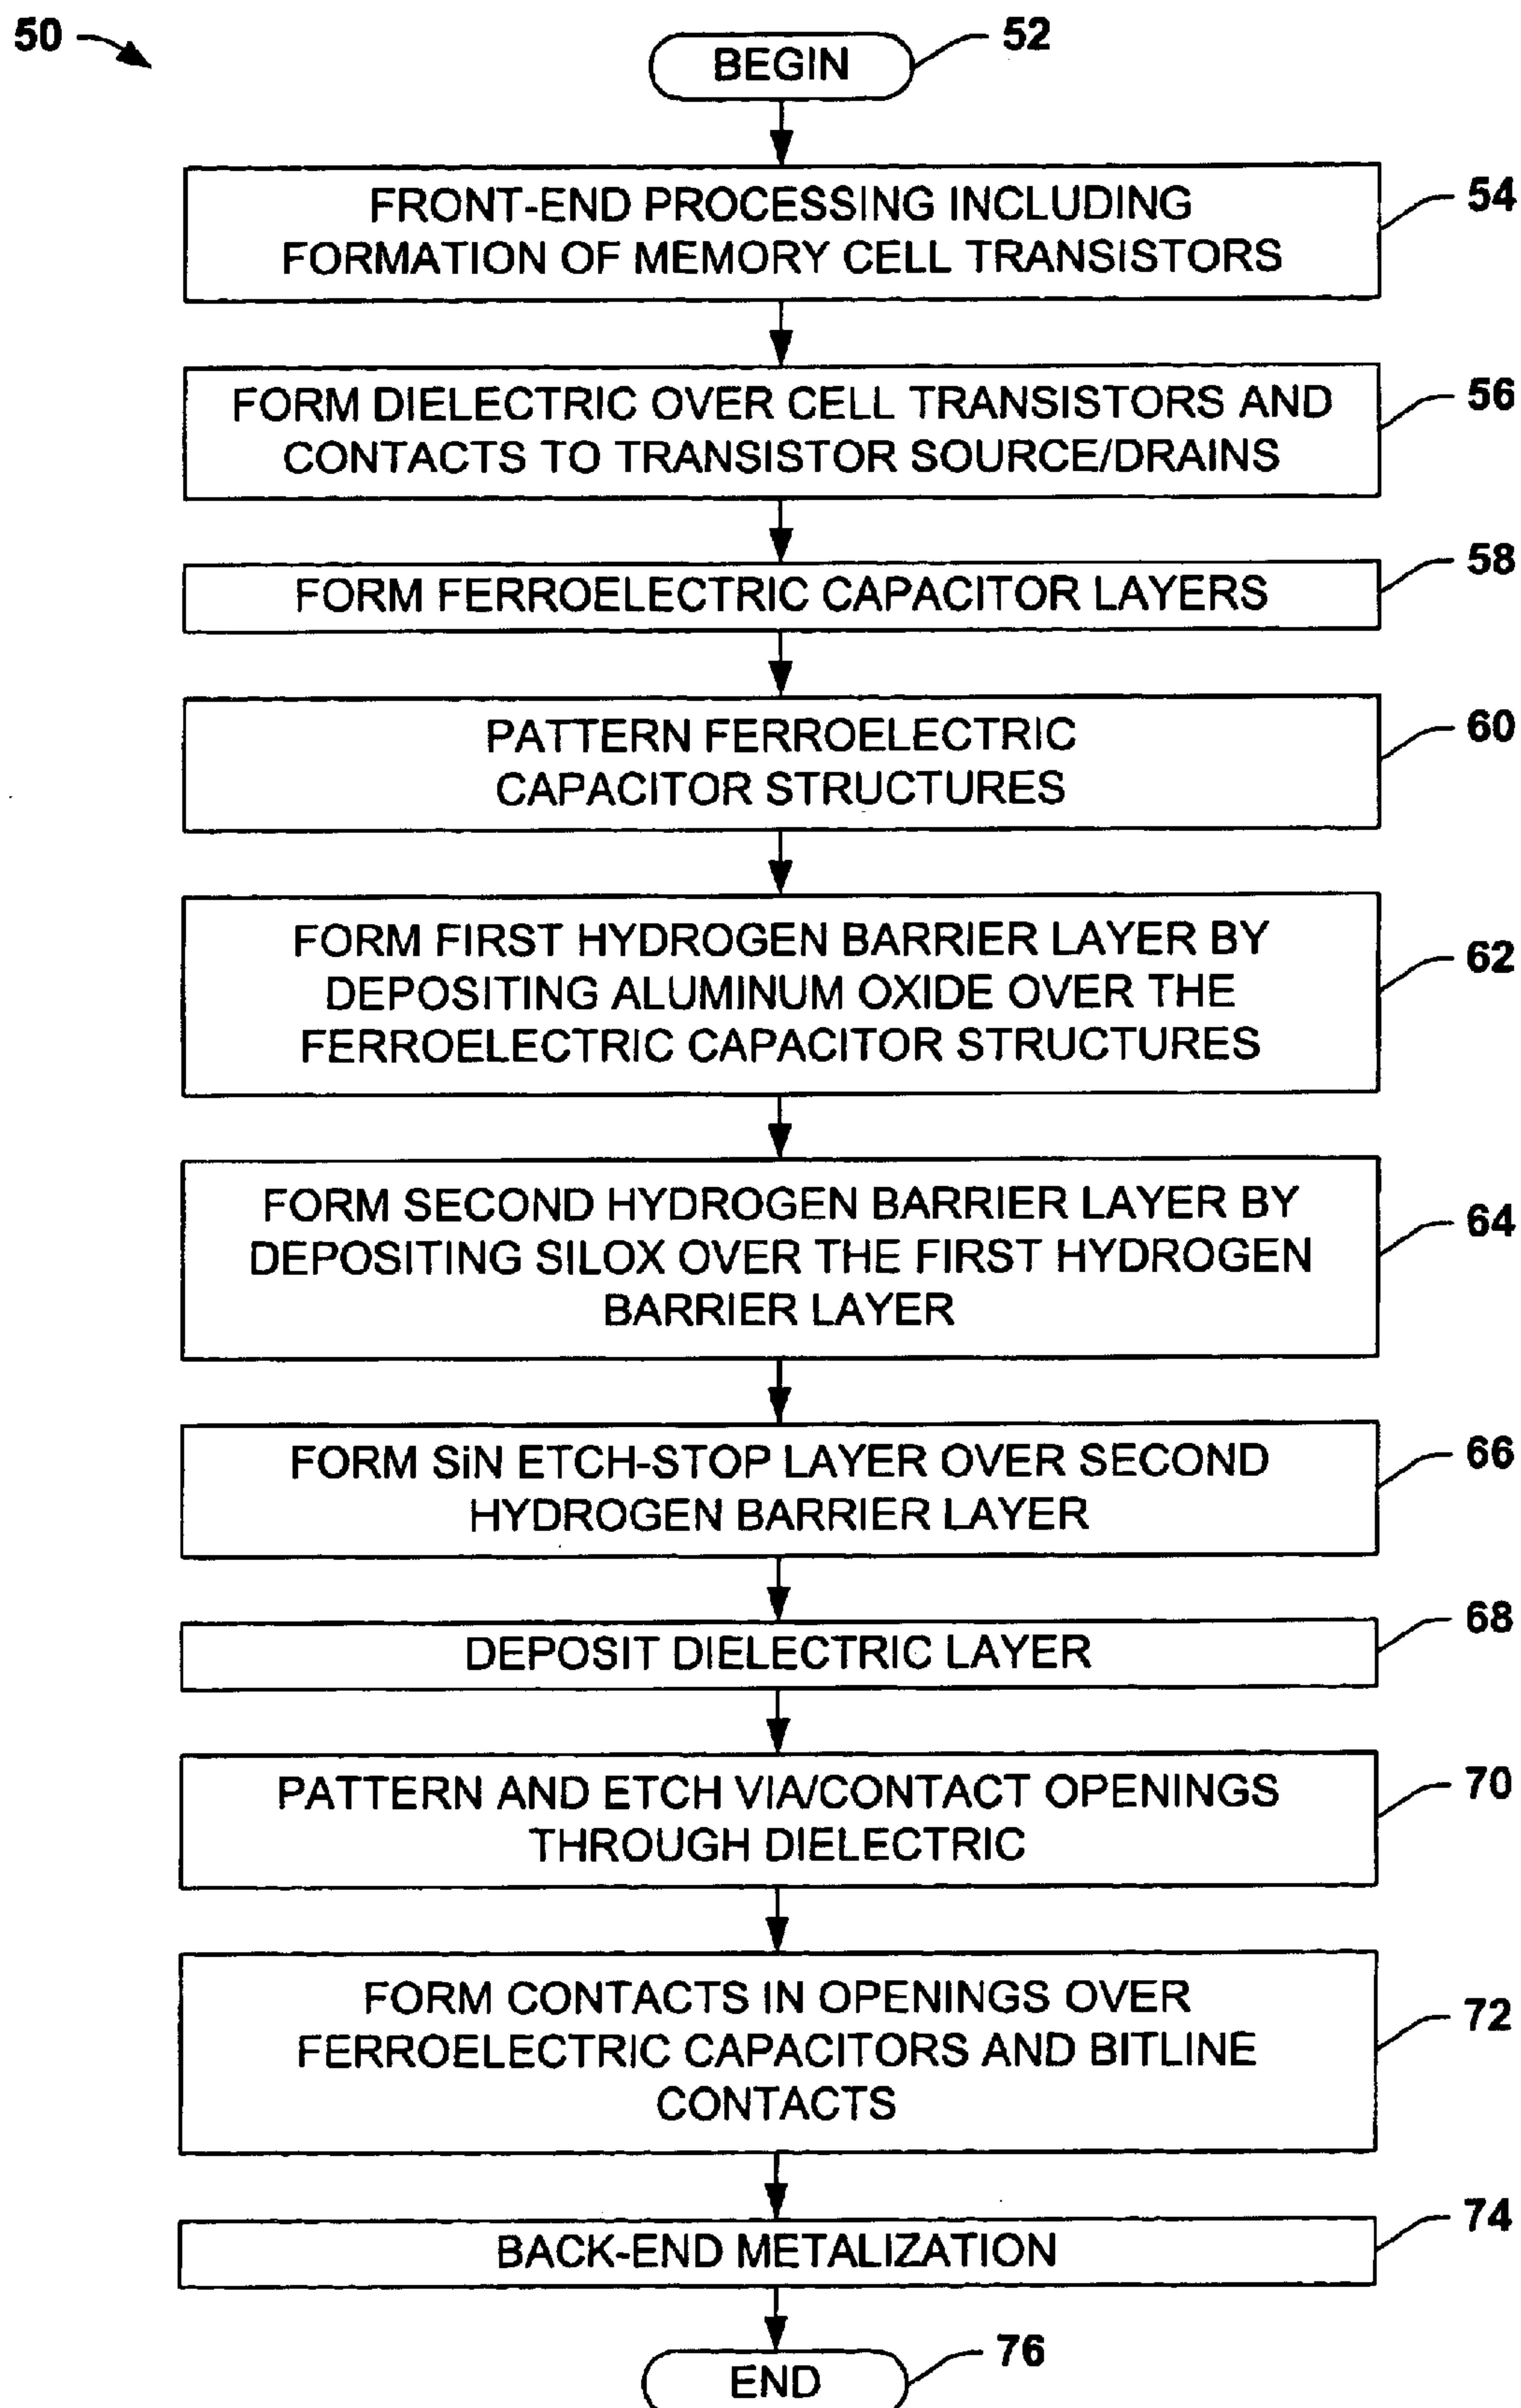 50
BEGIN
52
FRONT-END PROCESSING INCLUDING
FORMATION OF MEMORY CELL TRANSISTORS
54
FORM DIELECTRIC OVER CELL TRANSISTORS AND
CONTACTS TO TRANSISTOR SOURCE/DRAINS
56
FORM FERROELECTRIC CAPACITOR LAYERS
58
PATTERN FERROELECTRIC
CAPACITOR STRUCTURES
60
FORM FIRST HYDROGEN BARRIER LAYER BY
DEPOSITING ALUMINUM OXIDE OVER THE
FERROELECTRIC CAPACITOR STRUCTURES
62
FORM SECOND HYDROGEN BARRIER LAYER BY
DEPOSITING SILOX OVER THE FIRST HYDROGEN
BARRIER LAYER
64
FORM SiN ETCH-STOP LAYER OVER SECOND
HYDROGEN BARRIER LAYER
66
DEPOSIT DIELECTRIC LAYER
68
PATTERN AND ETCH VIA/CONTACT OPENINGS
THROUGH DIELECTRIC
70
FORM CONTACTS IN OPENINGS OVER
FERROELECTRIC CAPACITORS AND BITLINE
CONTACTS
72
BACK-END METALIZATION
74
END
76